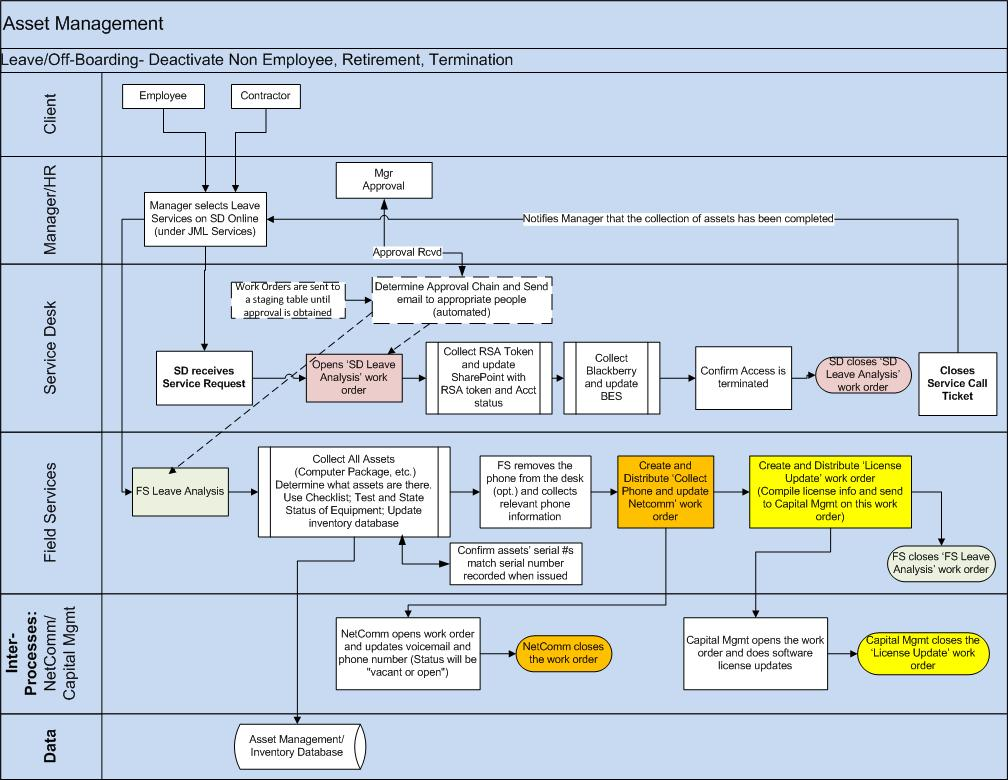 Asset Management
Leave/Off-Boarding- Deactivate Non Employee, Retirement, Termination
Client
Employee
Contractor
Manager/HR
Mgr
Approval
Manager selects Leave
Services on SD Online
(under JML Services)
Notifies Manager that the collection of assets has been completed
Approval Rcvd
Service Desk
Work Orders are sent to
a staging table until
approval is obtained
Determine Approval Chain and Send
email to appropriate people
(automated)
SD receives
Service Request
Opens ‘SD Leave
Analysis’ work
order
Collect RSA Token
and update
SharePoint with
RSA token and Acct
status
Collect
Blackberry
and update
BES
Confirm Access is
terminated
SD closes ‘SD
Leave Analysis’
work order
Closes
Service Call
Ticket
Field Services
FS Leave Analysis
Collect All Assets
(Computer Package, etc.)
Determine what assets are there.
Use Checklist; Test and State
Status of Equipment; Update
inventory database
FS removes the
phone from the desk
(opt.) and collects
relevant phone
information
Create and
Distribute ‘Collect
Phone and update
Netcomm’ work
order
Create and Distribute ‘License
Update’ work order
(Compile license info and send
to Capital Mgmt on this work
order)
Confirm assets’ serial #s
match serial number
recorded when issued
FS closes ‘FS Leave
Analysis’ work order
Inter-
Processes:
NetComm/
Capital Mgmt
NetComm opens work order
and updates voicemail and
phone number (Status will be
"vacant or open")
NetComm closes
the work order
Capital Mgmt opens the work
order and does software
license updates
Capital Mgmt closes the
‘License Update’ work
order
Data
Asset Management/
Inventory Database